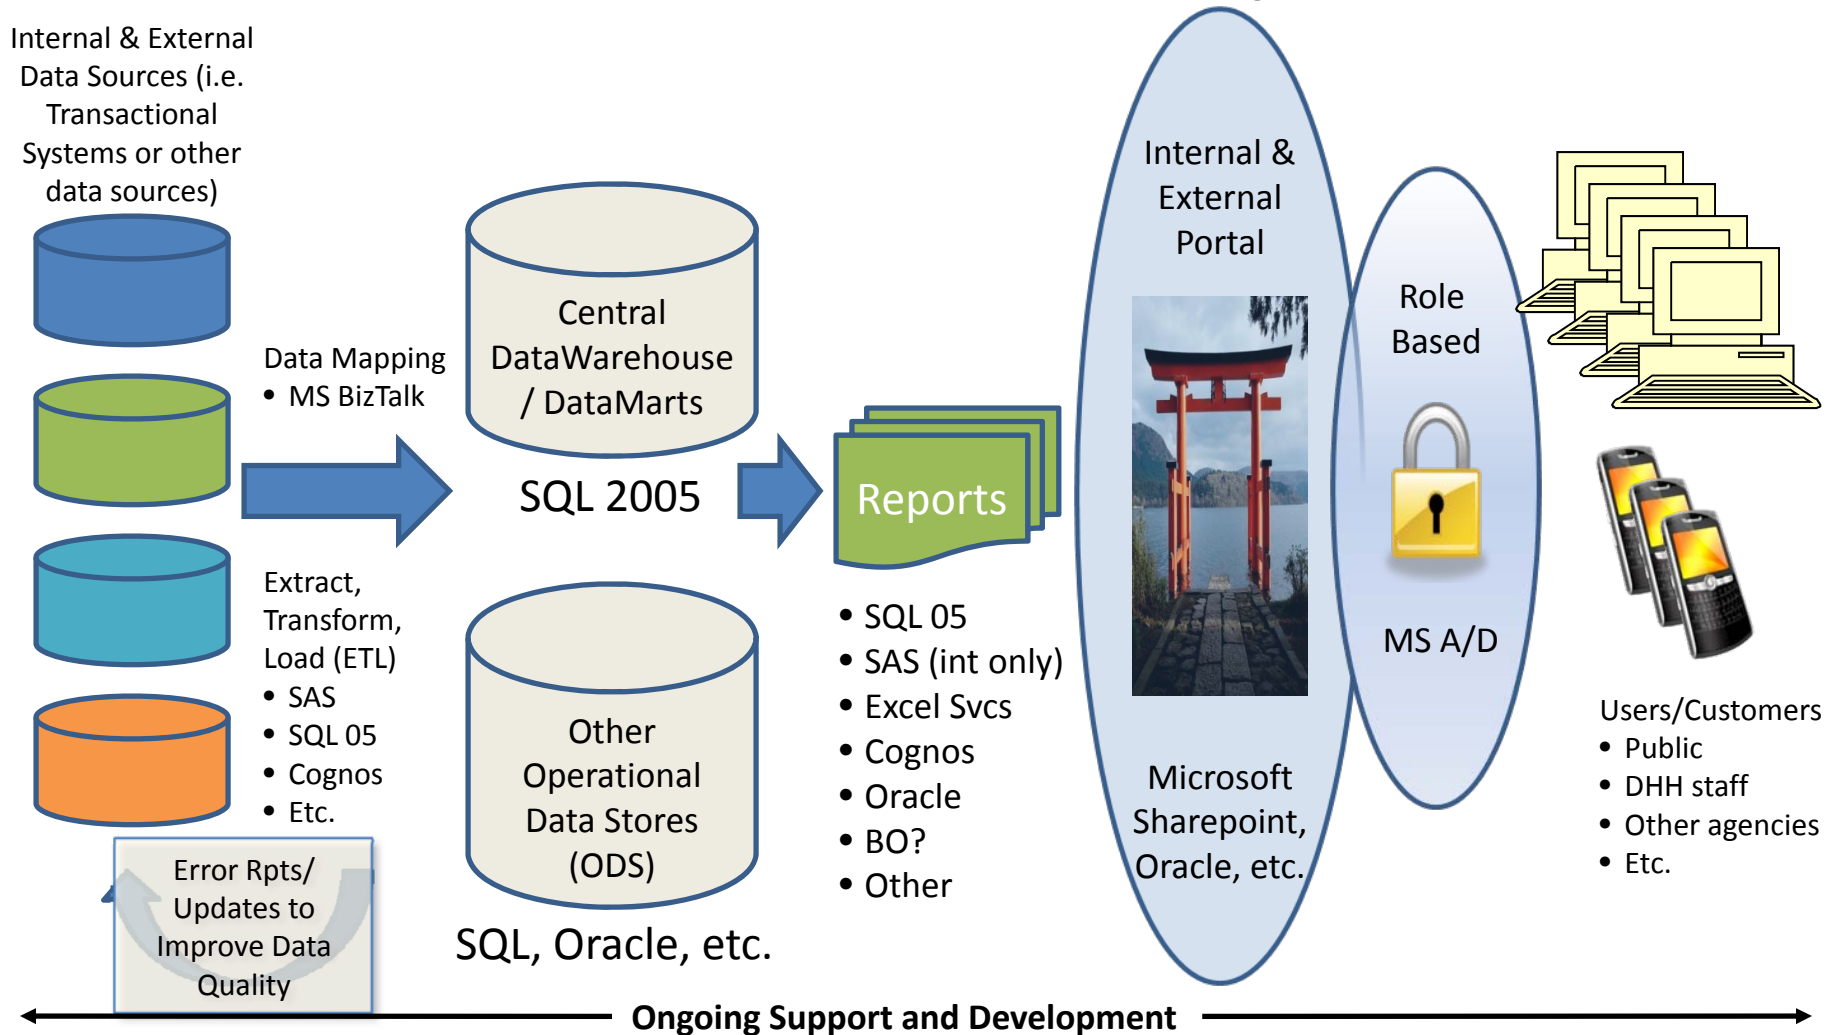 Internal & External
Data Sources (i.e.
Transactional
Systems or other
data sources)
Data Mapping
• MS BizTalk
Extract,
Transform,
Load (ETL)
• SAS
• SQL 05
• Cognos
• Etc.
Error Rpts/
Updates to
Improve Data
Quality
Central
DataWarehouse
/ DataMarts
SQL 2005
Other
Operational
Data Stores
(ODS)
SQL, Oracle, etc.
Reports
• SQL 05
• SAS (int only)
• Excel Svcs
• Cognos
• Oracle
• BO?
• Other
Internal &
External
Portal
Microsoft
Sharepoint,
Oracle, etc.
Role
Based
MS A/D
Users/Customers
• Public
• DHH staff
• Other agencies
• Etc.
Ongoing Support and Development